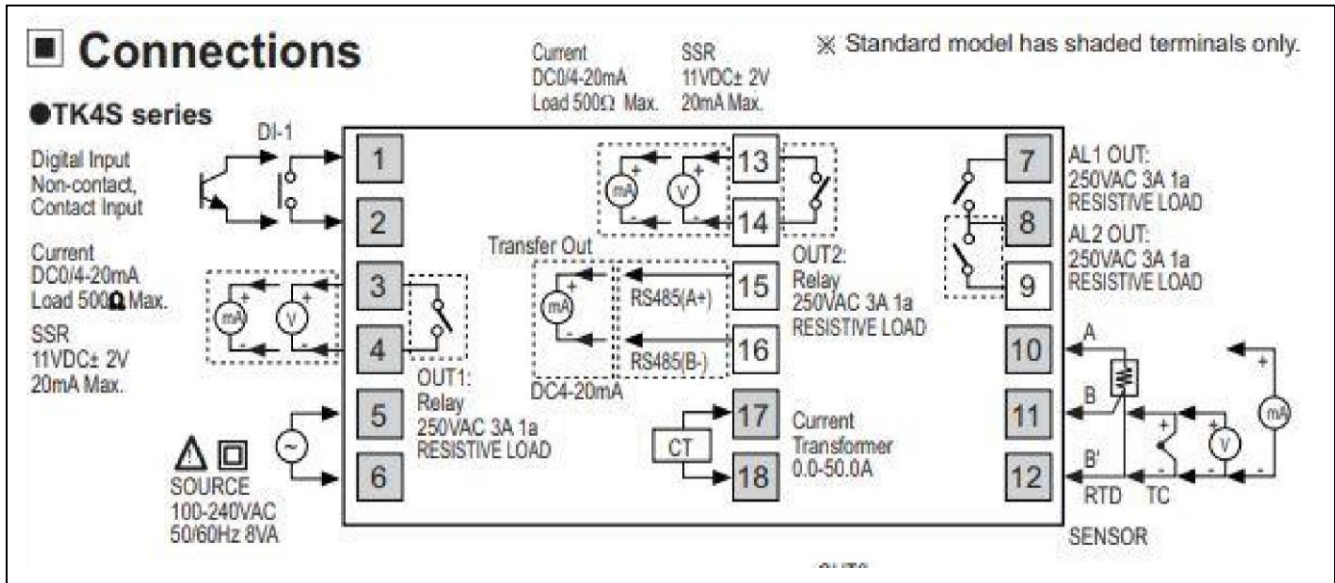 Connections
※ Standard model has shaded terminals only.
●TK4S series
Current
DC0/4-20mA
Load 500Ω Max.
SSR
11VDC± 2V
20mA Max.
DI-1
Digital Input
Non-contact,
Contact Input
1
2
Current
DC0/4-20mA
Load 500Ω Max.
SSR
11VDC± 2V
20mA Max.
mA
+
-
V
+
-
3
4
OUT1:
Relay
250VAC 3A 1a
RESISTIVE LOAD
5
6
SOURCE
100-240VAC
50/60Hz 8VA
mA
+
-
V
+
-
13
14
OUT2:
Relay
250VAC 3A 1a
RESISTIVE LOAD
Transfer Out
mA
+
-
DC4-20mA
RS485(A+)
RS485(B-)
15
16
CT
17
18
Current
Transformer
0.0-50.0A
7
8
9
AL1 OUT:
250VAC 3A 1a
RESISTIVE LOAD
AL2 OUT:
250VAC 3A 1a
RESISTIVE LOAD
10
11
12
A
B
B'
RTD
TC
+
-
V
+
-
mA
+
-
SENSOR